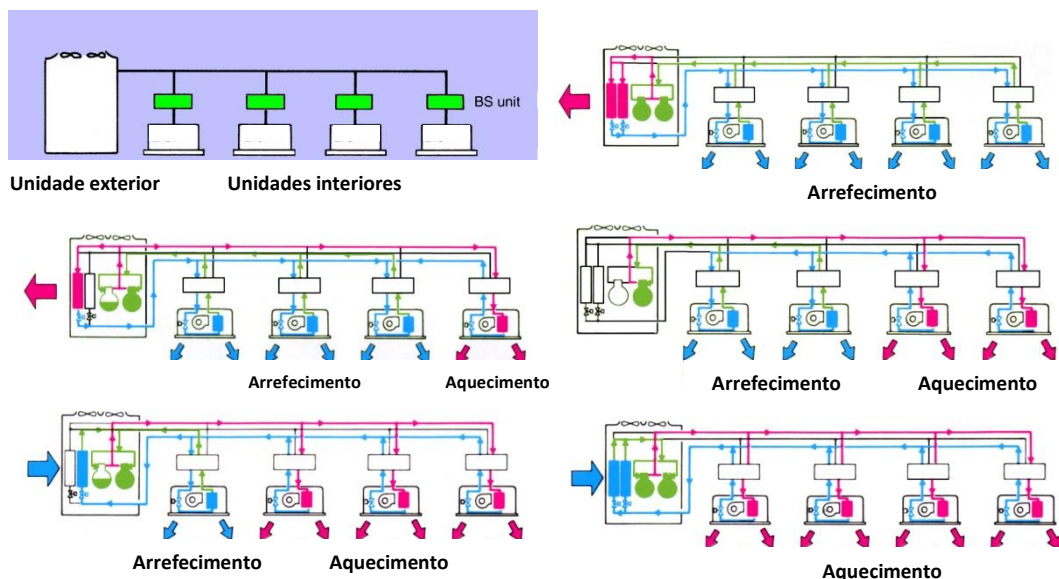 BS unit
Unidade exterior Unidades interiores
Arrefecimento
Arrefecimento Aquecimento
Arrefecimento Aquecimento
Arrefecimento Aquecimento
Aquecimento